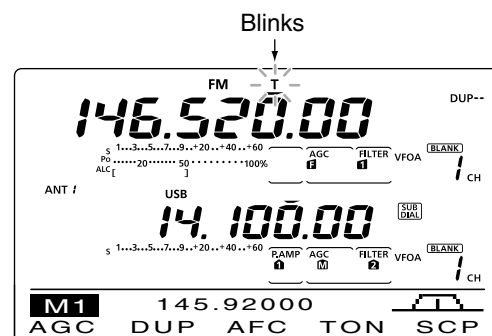 Blinks
FM T
146.520.00 DUP--
S 1...3...5...7...9...+20...+40...+60
Po ......20.......50..........100% AGC FILTER VFOA BLANK
ALC [ ] F 1 1 CH
ANT 1
USB
14.100.00 SUB DIAL
S 1...3...5...7...9...+20...+40...+60 P.AMP AGC FILTER VFOA BLANK
1 M 2 1 CH
M1 145.92000
AGC DUP AFC TON SCP